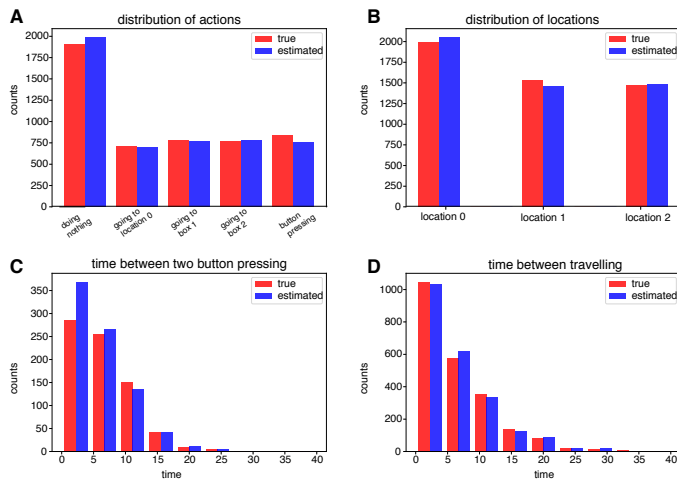 A
distribution of actions
true
estimated
counts
2000
1750
1500
1250
1000
750
500
250
0
doing
nothing
going to
location 0
going to
box 1
going to
box 2
button
pressing
B
distribution of locations
true
estimated
counts
2000
1750
1500
1250
1000
750
500
250
0
location 0
location 1
location 2
C
time between two button pressing
true
estimated
counts
350
300
250
200
150
100
50
0
0 5 10 15 20 25 30 35 40
time
D
time between travelling
true
estimated
counts
1000
800
600
400
200
0
0 5 10 15 20 25 30 35 40
time